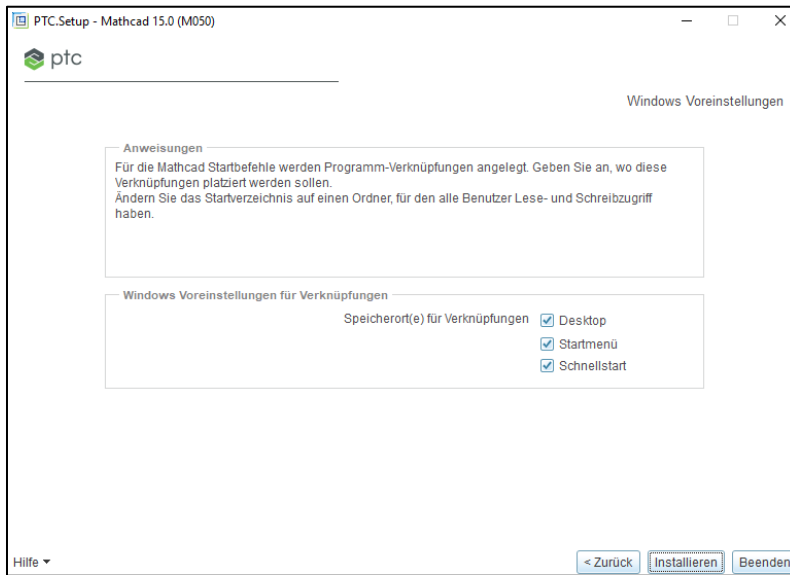 PTC.Setup - Mathcad 15.0 (M050)
ptc
Windows Voreinstellungen
Anweisungen
Für die Mathcad Startbefehle werden Programm-Verknüpfungen angelegt. Geben Sie an, wo diese
Verknüpfungen platziert werden sollen.
Ändern Sie das Startverzeichnis auf einen Ordner, für den alle Benutzer Lese- und Schreibzugriff
haben.
Windows Voreinstellungen für Verknüpfungen
Speicherort(e) für Verknüpfungen Desktop
Startmenü
Schnellstart
Hilfe < Zurück Installieren Beenden